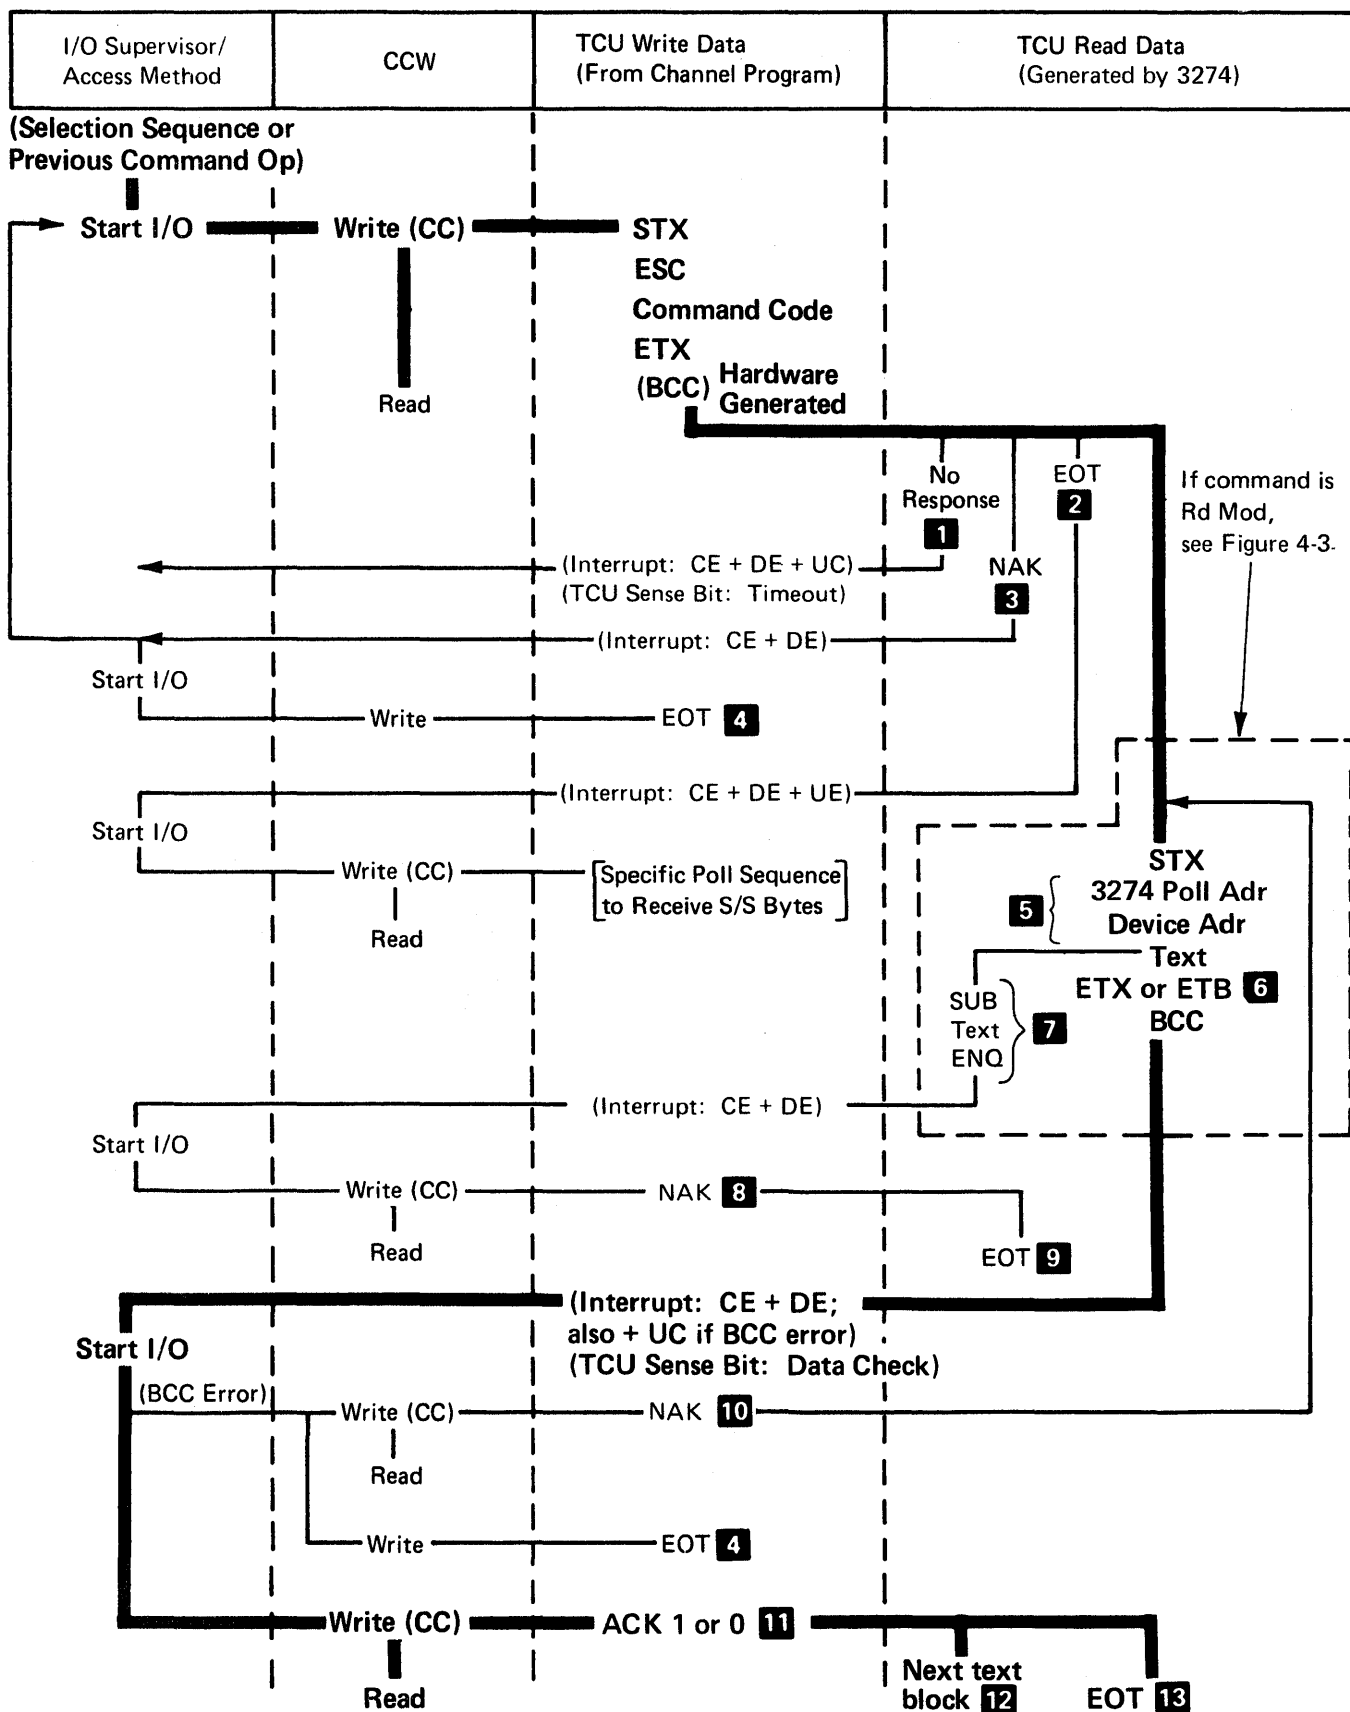 I/O Supervisor/
Access Method
CCW
TCU Write Data
(From Channel Program)
TCU Read Data
(Generated by 3274)
(Selection Sequence or
Previous Command Op)
Start I/O
Write (CC)
STX
ESC
Command Code
ETX
(BCC) Hardware
Generated
Read
No
Response
1
EOT
2
If command is
Rd Mod,
see Figure 4-3.
(Interrupt: CE + DE + UC)
(TCU Sense Bit: Timeout)
NAK
3
(Interrupt: CE + DE)
Start I/O
Write
EOT 4
(Interrupt: CE + DE + UE)
Start I/O
Write (CC)
[Specific Poll Sequence
to Receive S/S Bytes]
Read
STX
5 3274 Poll Adr
Device Adr
Text
ETX or ETB 6
BCC
SUB
Text 7
ENQ
(Interrupt: CE + DE)
Start I/O
Write (CC)
NAK 8
Read
EOT 9
(Interrupt: CE + DE;
also + UC if BCC error)
(TCU Sense Bit: Data Check)
Start I/O
(BCC Error)
Write (CC)
NAK 10
Read
Write
EOT 4
Write (CC)
ACK 1 or 0 11
Read
Next text
block 12
EOT 13